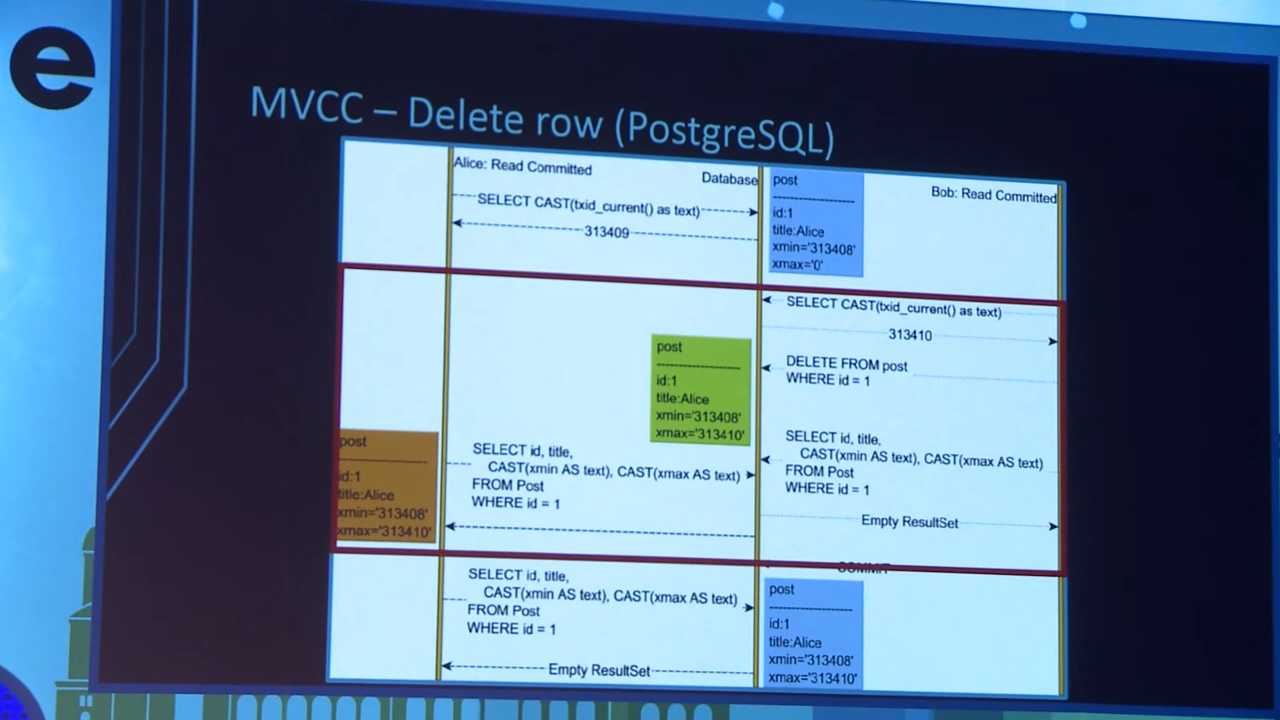 e
MVCC – Delete row (PostgreSQL)
Alice: Read Committed
Database
Bob: Read Committed
SELECT CAST(txid_current() as text)
313409
post
id:1
title:Alice
xmin='313408'
xmax='0'
SELECT CAST(txid_current() as text)
313410
DELETE FROM post
WHERE id = 1
post
id:1
title:Alice
xmin='313408'
xmax='313410'
SELECT id, title,
CAST(xmin AS text), CAST(xmax AS text)
FROM Post
WHERE id = 1
Empty ResultSet
post
id:1
title:Alice
xmin='313408'
xmax='313410'
SELECT id, title,
CAST(xmin AS text), CAST(xmax AS text)
FROM Post
WHERE id = 1
COMMIT
SELECT id, title,
CAST(xmin AS text), CAST(xmax AS text)
FROM Post
WHERE id = 1
Empty ResultSet
post
id:1
title:Alice
xmin='313408'
xmax='313410'